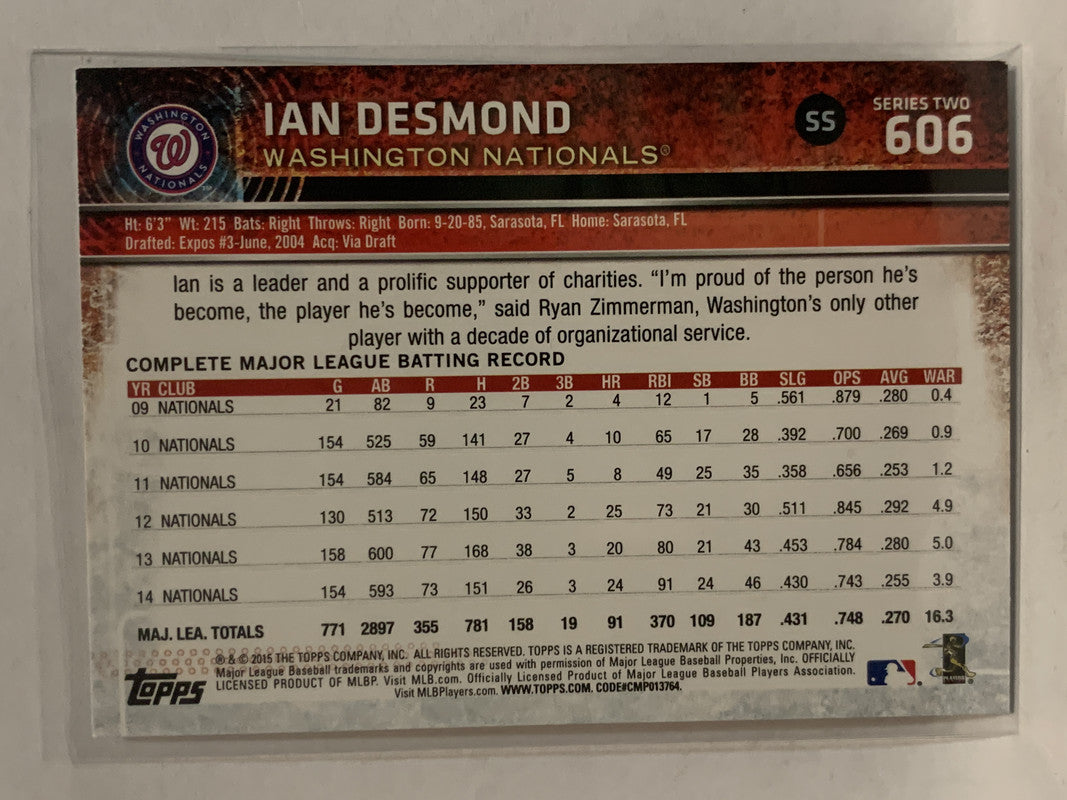 WASHINGTON
W
NATIONALS
IAN DESMOND
WASHINGTON NATIONALS®
SS
SERIES TWO
606
Ht: 6'3" Wt: 215 Bats: Right Throws: Right Born: 9-20-85, Sarasota, FL Home: Sarasota, FL
Drafted: Expos #3-June, 2004 Acq: Via Draft
Ian is a leader and a prolific supporter of charities. "I'm proud of the person he's
become, the player he's become," said Ryan Zimmerman, Washington's only other
player with a decade of organizational service.
COMPLETE MAJOR LEAGUE BATTING RECORD
YR CLUB G AB R H 2B 3B HR RBI SB BB SLG OPS AVG WAR
09 NATIONALS 21 82 9 23 7 2 4 12 1 5 .561 .879 .280 0.4
10 NATIONALS 154 525 59 141 27 4 10 65 17 28 .392 .700 .269 0.9
11 NATIONALS 154 584 65 148 27 5 8 49 25 35 .358 .656 .253 1.2
12 NATIONALS 130 513 72 150 33 2 25 73 21 30 .511 .845 .292 4.9
13 NATIONALS 158 600 77 168 38 3 20 80 21 43 .453 .784 .280 5.0
14 NATIONALS 154 593 73 151 26 3 24 91 24 46 .430 .743 .255 3.9
MAJ. LEA. TOTALS 771 2897 355 781 158 19 91 370 109 187 .431 .748 .270 16.3
® & © 2015 THE TOPPS COMPANY, INC. ALL RIGHTS RESERVED. TOPPS IS A REGISTERED TRADEMARK OF THE TOPPS COMPANY, INC.
Major League Baseball trademarks and copyrights are used with permission of Major League Baseball Properties, Inc. OFFICIALLY
LICENSED PRODUCT OF MLBP. Visit MLB.com. Officially Licensed Product of Major League Baseball Players Association.
Visit MLBPlayers.com. WWW.TOPPS.COM. CODE#CMP013764.
topps
PLAYERS